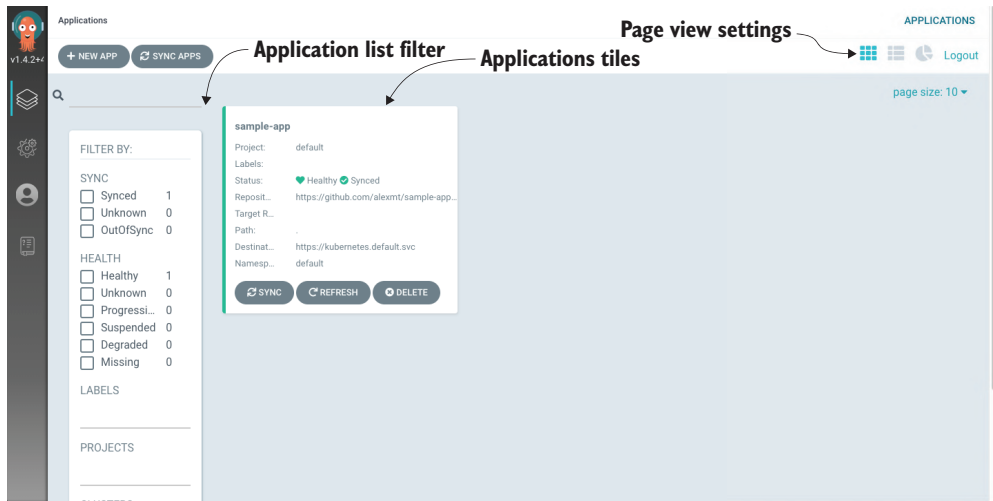 Applications
APPLICATIONS
v1.4.2+
+ NEW APP
SYNC APPS
Application list filter
Applications tiles
Page view settings
Logout
page size: 10
FILTER BY:
SYNC
Synced 1
Unknown 0
OutOfSync 0
HEALTH
Healthy 1
Unknown 0
Progressi... 0
Suspended 0
Degraded 0
Missing 0
LABELS
PROJECTS
sample-app
Project: default
Labels:
Status: Healthy Synced
Reposit... https://github.com/alexmt/sample-app...
Target R...
Path: .
Destinat... https://kubernetes.default.svc
Namesp... default
SYNC
REFRESH
DELETE